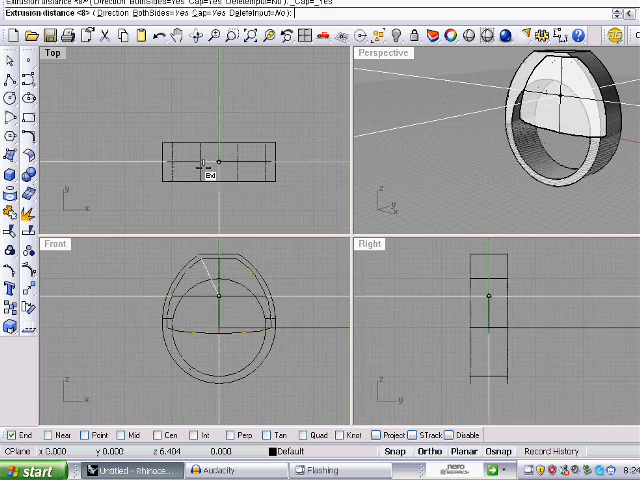 Extrusion distance <8> ( Direction BothSides=Yes Cap=Yes DeleteInput=No ): _Cap=_Yes
Extrusion distance <8> ( Direction BothSides=Yes Cap=Yes DeleteInput=No ):
Top
Perspective
Ext
y
x
z
y
x
Front
Right
z
x
z
y
End
Near
Point
Mid
Cen
Int
Perp
Tan
Quad
Knot
Project
STrack
Disable
CPlane
x 0.000
y 0.000
z 6.404
0.000
Default
Snap
Ortho
Planar
Osnap
Record History
start
Untitled - Rhinoce...
Audacity
Flashing
nero
SEARCH
8:24